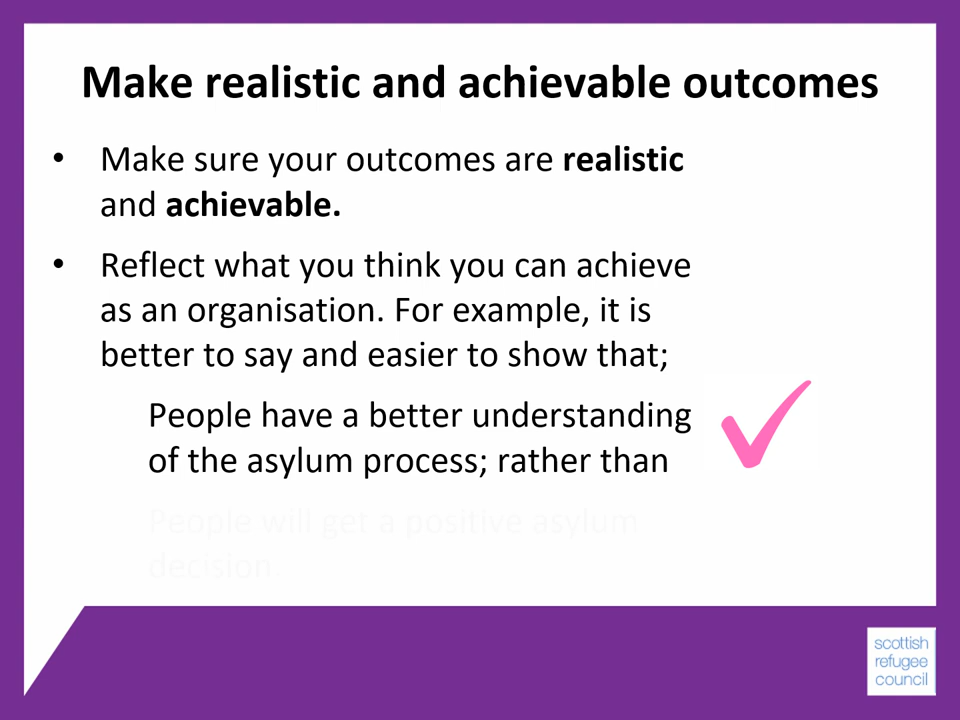 Make realistic and achievable outcomes
• Make sure your outcomes are realistic
and achievable.
• Reflect what you think you can achieve
as an organisation. For example, it is
better to say and easier to show that;
People have a better understanding
of the asylum process; rather than
People will get a positive asylum
decision.
scottish
refugee
council